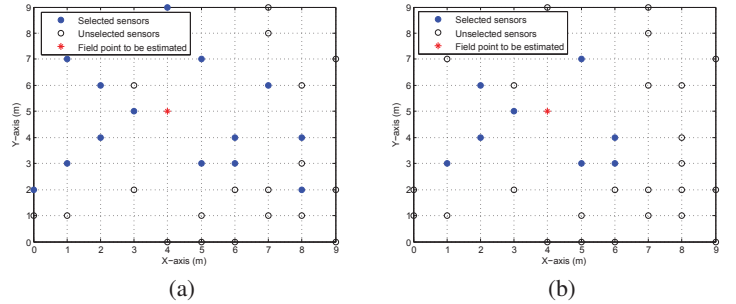 9
8
7
6
5
4
3
2
1
0
Y−axis (m)
Selected sensors
Unselected sensors
Field point to be estimated
0 1 2 3 4 5 6 7 8 9
X−axis (m)
(a)
9
8
7
6
5
4
3
2
1
0
Y−axis (m)
Selected sensors
Unselected sensors
Field point to be estimated
0 1 2 3 4 5 6 7 8 9
X−axis (m)
(b)